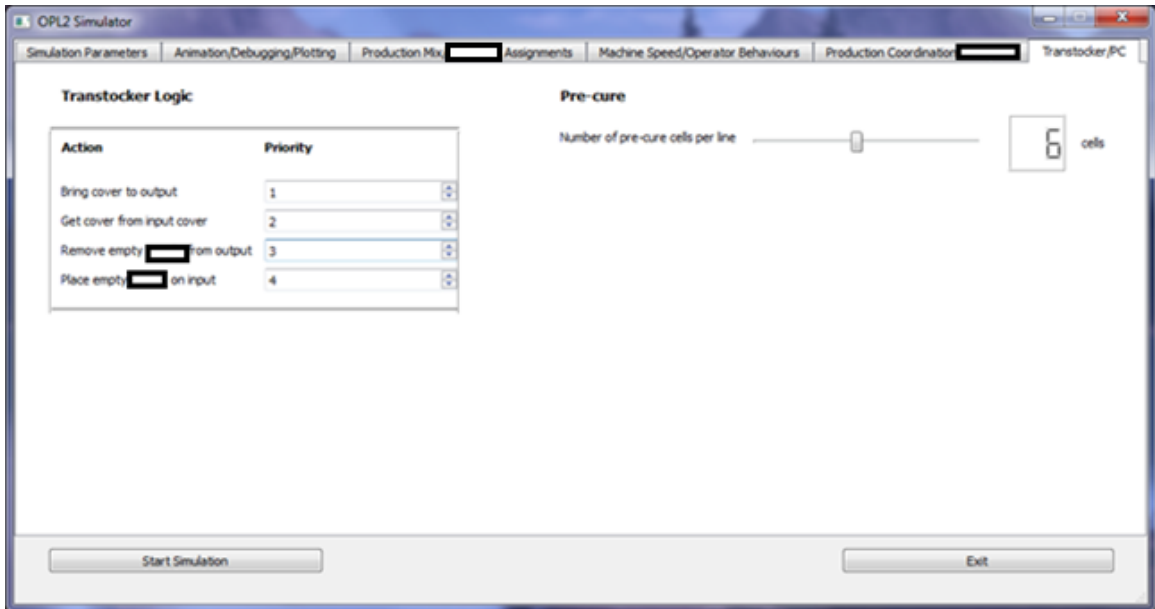 OPL2 Simulator
Simulation Parameters Animation/Debugging/Plotting Production Mix, Assignments Machine Speed/Operator Behaviours Production Coordination Transtocker/PC
Transtocker Logic Pre-cure
Number of pre-cure cells per line 6 cells
Action Priority
Bring cover to output 1
Get cover from input cover 2
Remove empty from output 3
Place empty on input 4
Start Simulation Exit